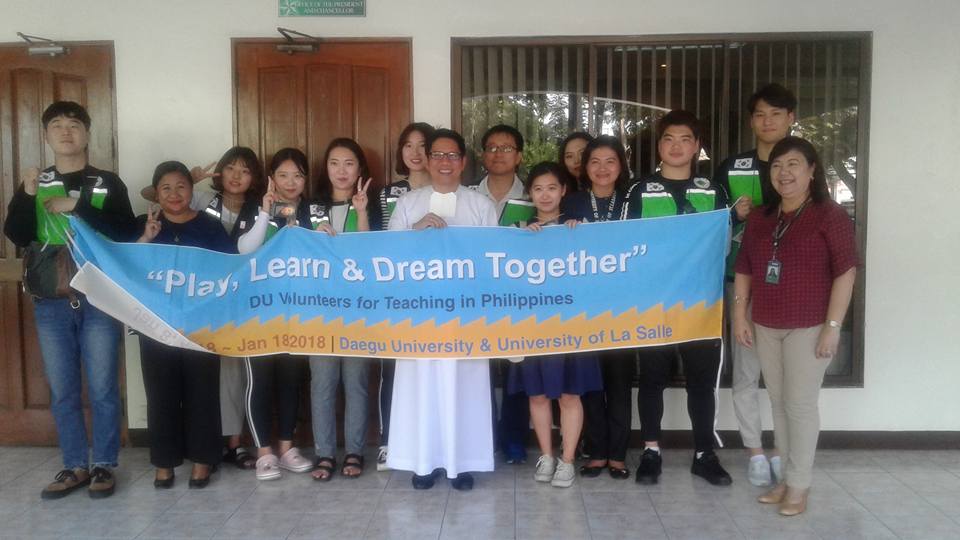 OFFICE OF THE PRESIDENT
AND CHANCELLOR
“Play, Learn & Dream Together”
DU Volunteers for Teaching in Philippines
8 ~ Jan 182018 | Daegu University & University of La Salle